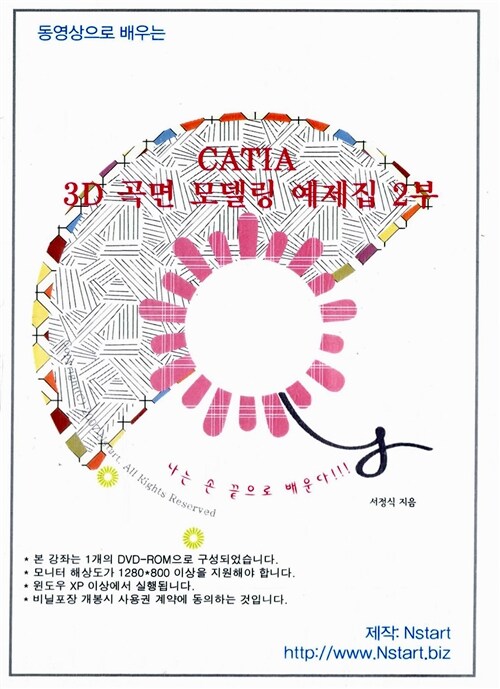 동영상으로 배우는
CATIA
3D 곡면 모델링 예제집 2부
나는 손 끝으로 배운다!!!
서정식 지음
All Rights Reserved
* 본 강좌는 1개의 DVD-ROM으로 구성되었습니다.
* 모니터 해상도가 1280*800 이상을 지원해야 합니다.
* 윈도우 XP 이상에서 실행됩니다.
* 비닐포장 개봉시 사용권 계약에 동의하는 것입니다.
제작: Nstart
http://www.Nstart.biz